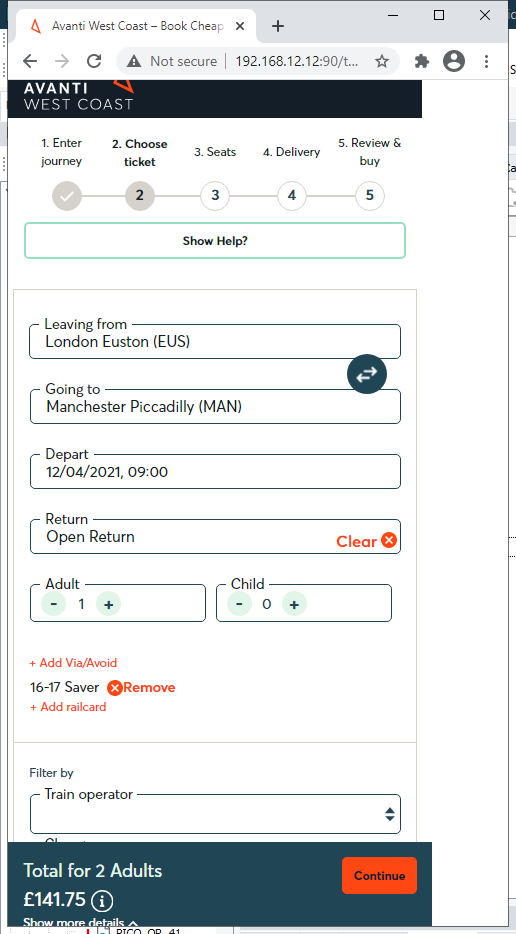 Avanti West Coast – Book Cheap
Not secure
192.168.12.12:90/t...
AVANTI
WEST COAST
1. Enter journey
2. Choose ticket
3. Seats
4. Delivery
5. Review & buy
2
3
4
5
Show Help?
Leaving from
London Euston (EUS)
Going to
Manchester Piccadilly (MAN)
Depart
12/04/2021, 09:00
Return
Open Return
Clear
Adult
- 1 +
Child
- 0 +
+ Add Via/Avoid
16-17 Saver Remove
+ Add railcard
Filter by
Train operator
Total for 2 Adults
£141.75
Continue
Show more details